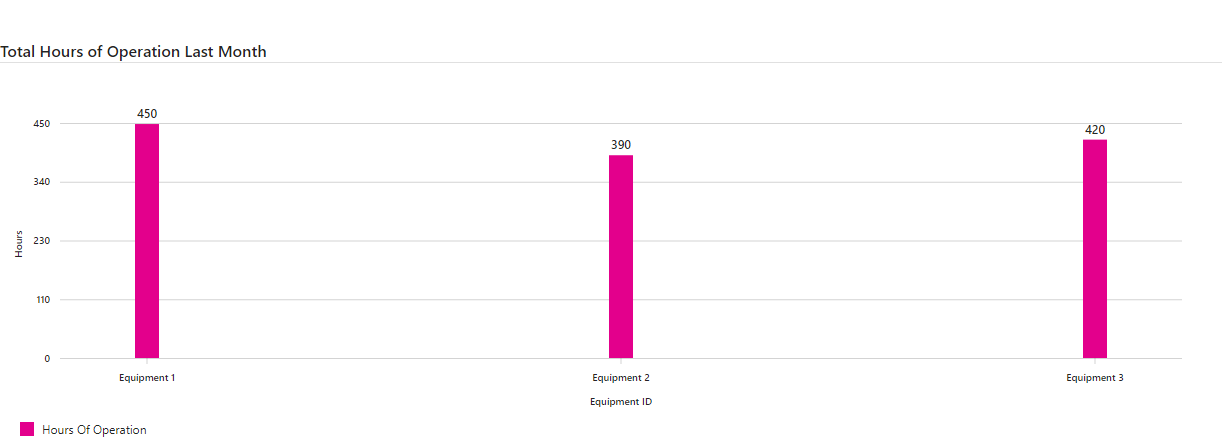 Total Hours of Operation Last Month
450
390
420
450
340
230
110
0
Hours
Equipment 1
Equipment 2
Equipment 3
Equipment ID
Hours Of Operation